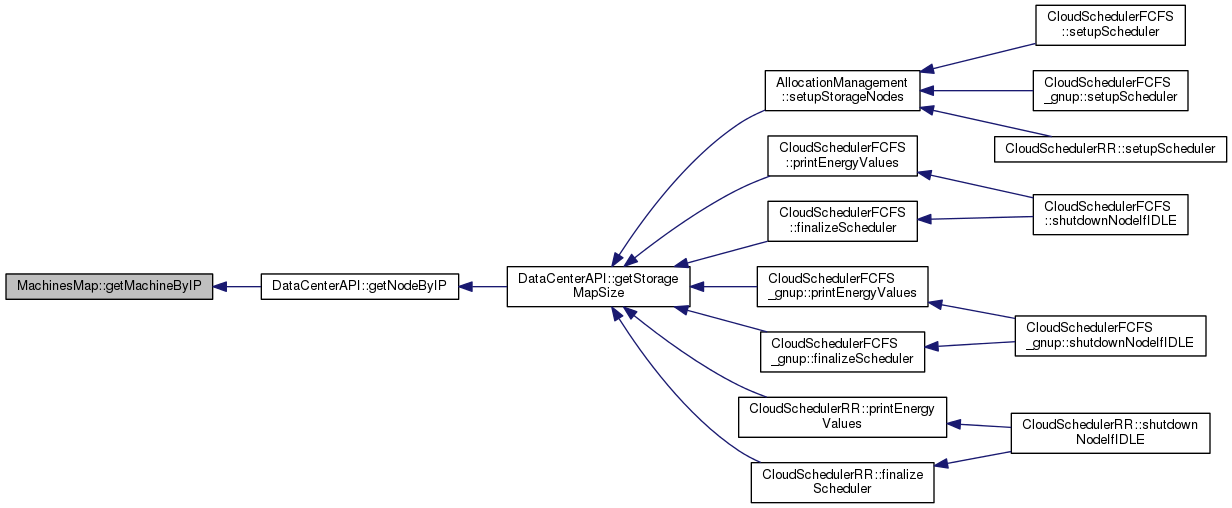 CloudSchedulerFCFS
::setupScheduler
AllocationManagement
::setupStorageNodes
CloudSchedulerFCFS
_gnup::setupScheduler
CloudSchedulerRR::setupScheduler
CloudSchedulerFCFS
::printEnergyValues
CloudSchedulerFCFS
::shutdownNodeIfIDLE
CloudSchedulerFCFS
::finalizeScheduler
MachinesMap::getMachineByIP
DataCenterAPI::getNodeByIP
DataCenterAPI::getStorage
MapSize
CloudSchedulerFCFS
_gnup::printEnergyValues
CloudSchedulerFCFS
_gnup::shutdownNodeIfIDLE
CloudSchedulerFCFS
_gnup::finalizeScheduler
CloudSchedulerRR::printEnergy
Values
CloudSchedulerRR::shutdown
NodeIfIDLE
CloudSchedulerRR::finalize
Scheduler